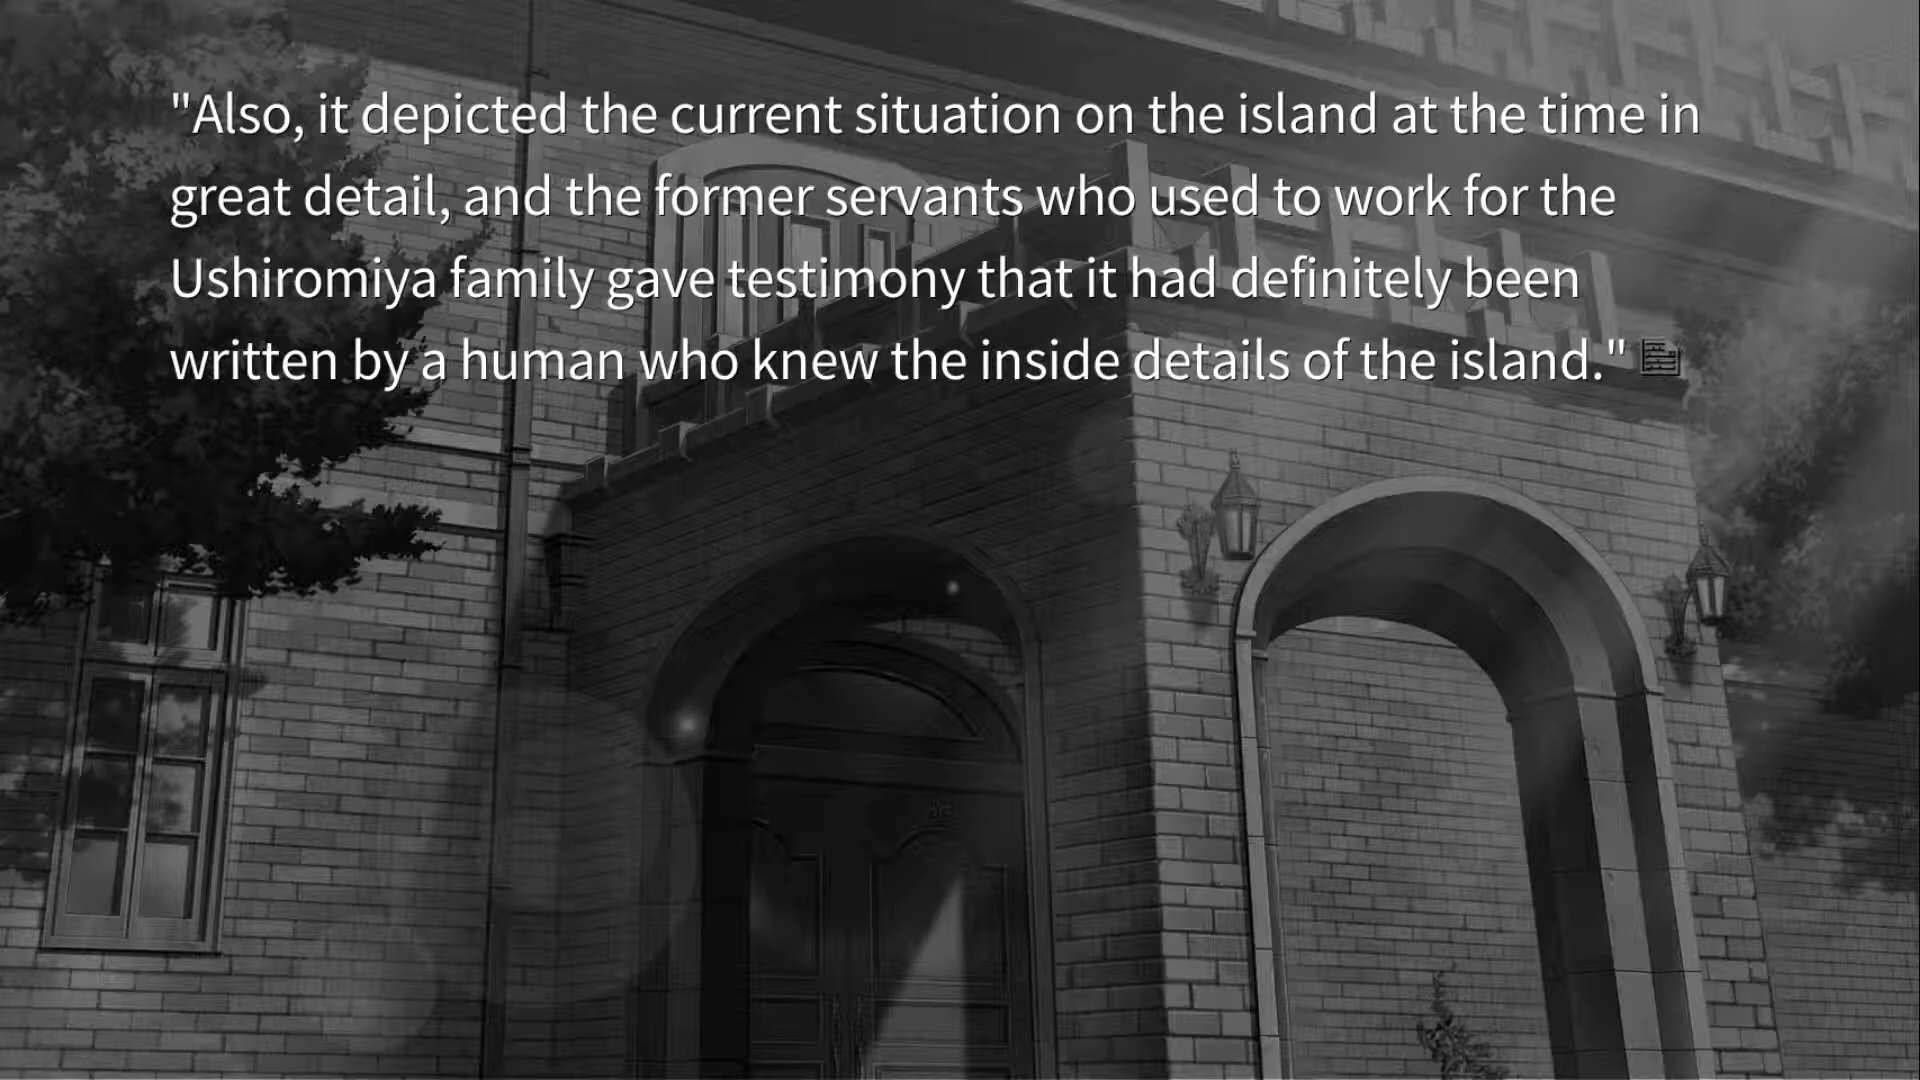 "Also, it depicted the current situation on the island at the time in
great detail, and the former servants who used to work for the
Ushiromiya family gave testimony that it had definitely been
written by a human who knew the inside details of the island."